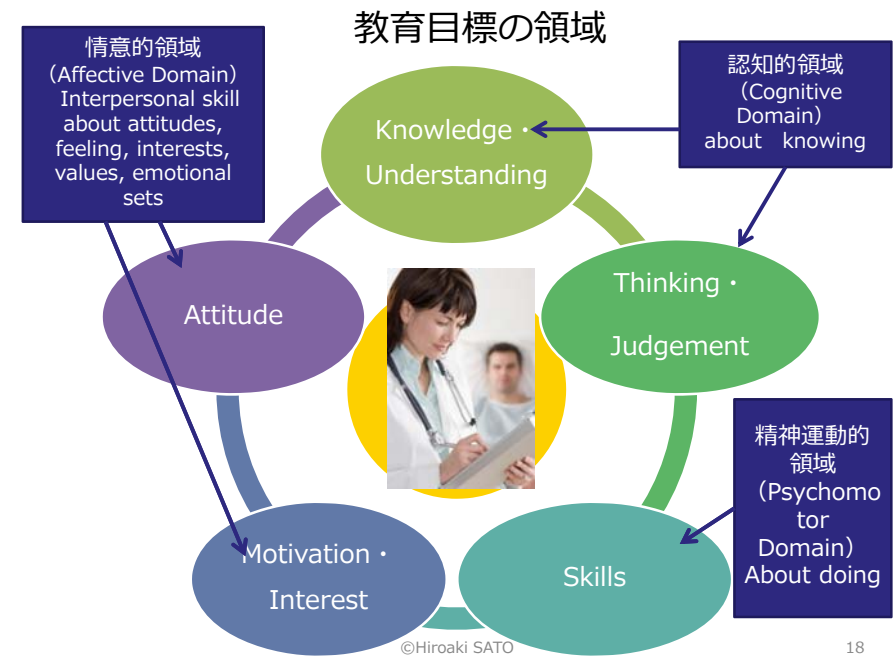 教育目標の領域
情意的領域
（Affective Domain）
Interpersonal skill
about attitudes,
feeling, interests,
values, emotional
sets
認知的領域
（Cognitive
Domain）
about　knowing
Knowledge・
Understanding
Attitude
Thinking・
Judgement
精神運動的
領域
（Psychomo
tor
Domain）
About doing
Motivation・
Interest
Skills
©Hiroaki SATO
18